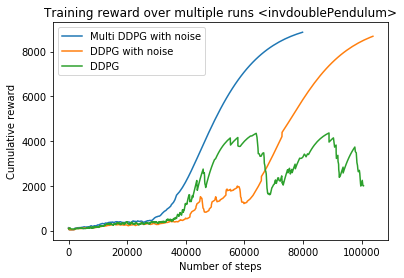 Training reward over multiple runs <invdoublePendulum>
Multi DDPG with noise
DDPG with noise
DDPG
Cumulative reward
8000
6000
4000
2000
0
0 20000 40000 60000 80000 100000
Number of steps